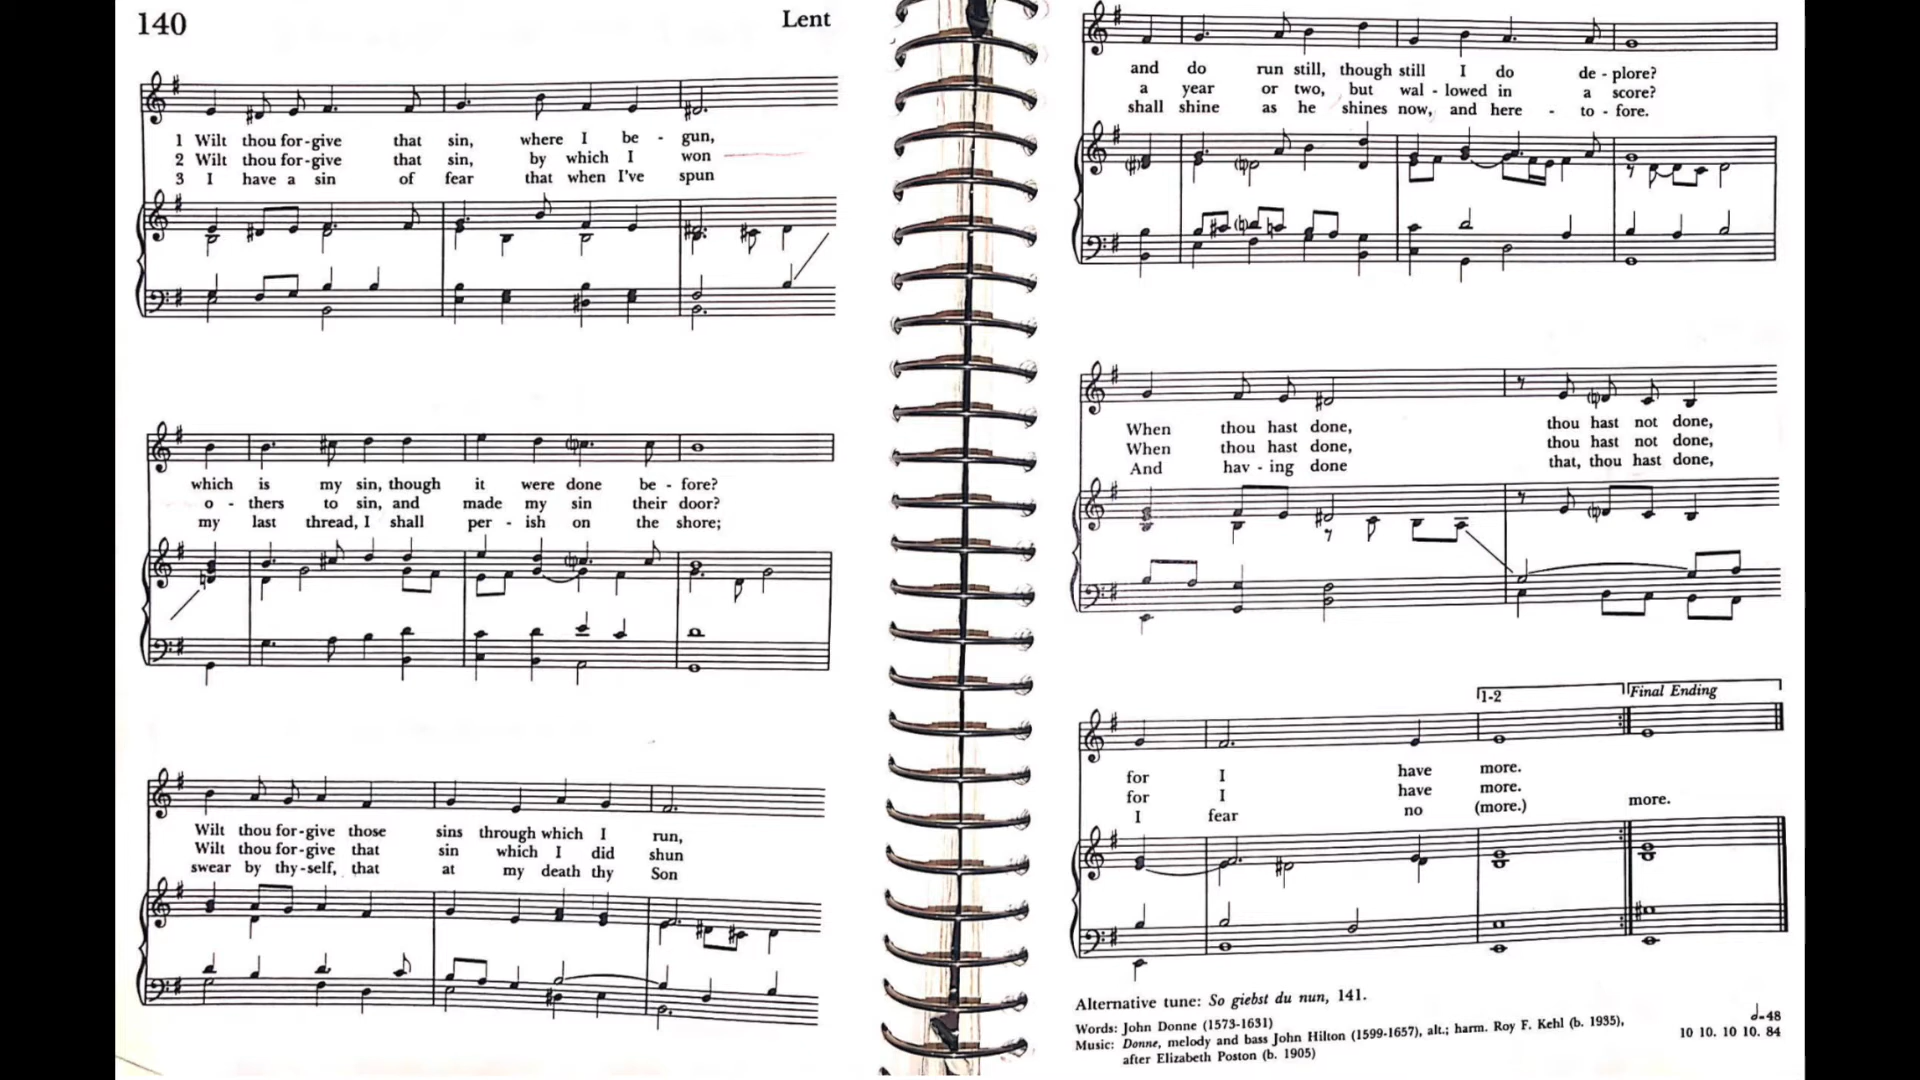 140
Lent
1 Wilt thou for-give that sin, where I be - gun,
2 Wilt thou for-give that sin, by which I won
3 I have a sin of fear that when I've spun
which is my sin, though it were done be - fore?
o - thers to sin, and made my sin their door?
my last thread, I shall per - ish on the shore;
Wilt thou for-give those sins through which I run,
Wilt thou for-give that sin which I did shun
swear by thy-self, that at my death thy Son
and do run still, though still I do de - plore?
a year or two, but wal - lowed in a score?
shall shine as he shines now, and here - to - fore.
When thou hast done, thou hast not done,
When thou hast done, thou hast not done,
And hav - ing done that, thou hast done,
1-2 Final Ending
for I have more.
for I have more.
I fear no (more.) more.
Alternative tune: So giebst du nun, 141.
Words: John Donne (1573-1631)
Music: Donne, melody and bass John Hilton (1599-1657), alt.; harm. Roy F. Kehl (b. 1935),
after Elizabeth Poston (b. 1905)
𝅗𝅥=48
10 10. 10 10. 84